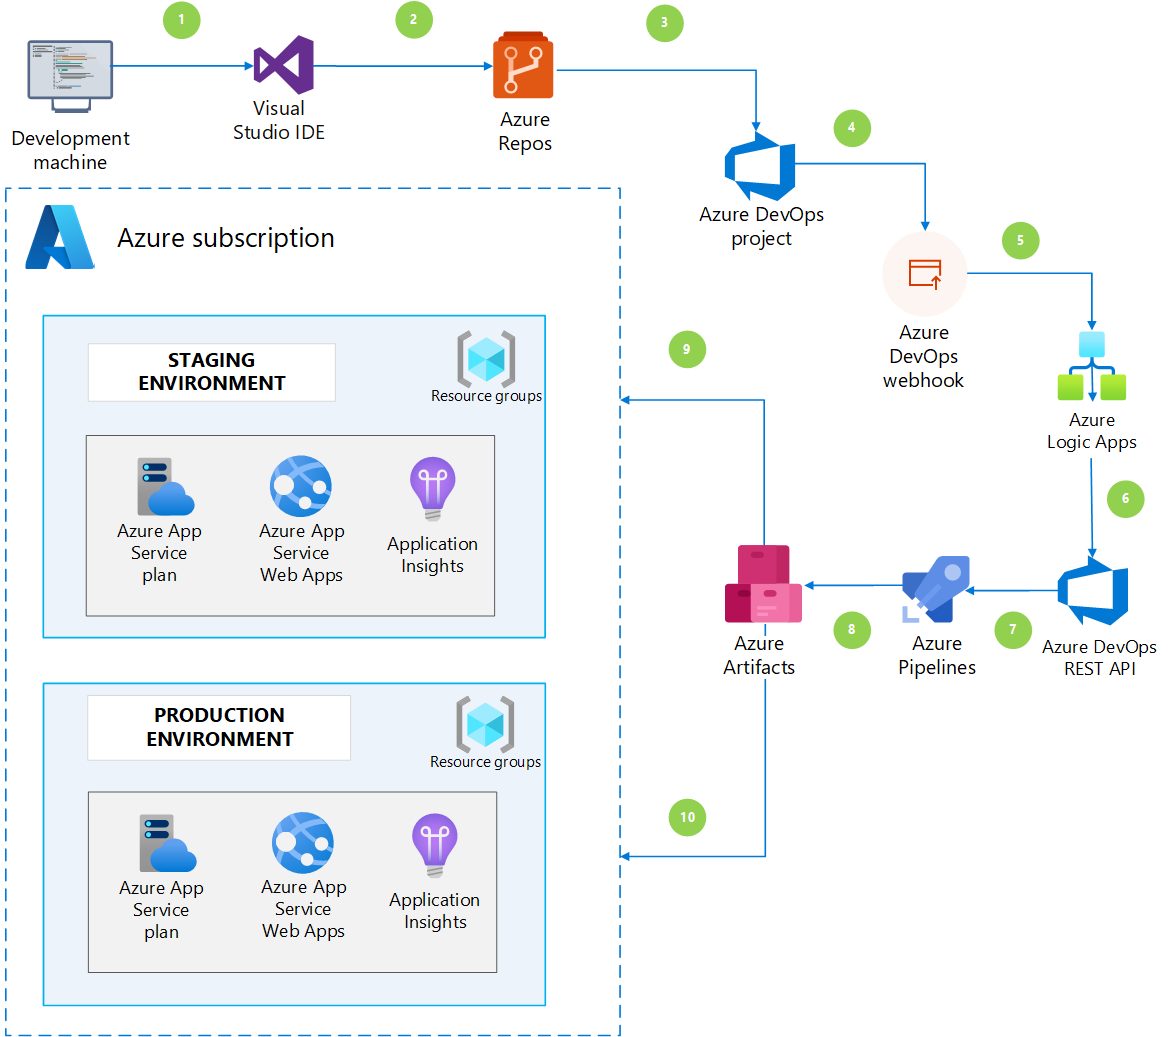 1
2
3
Development
machine
Visual
Studio IDE
Azure
Repos
4
Azure DevOps
project
5
Azure
DevOps
webhook
Azure
Logic Apps
6
Azure DevOps
REST API
7
Azure
Pipelines
8
Azure
Artifacts
9
10
Azure subscription
STAGING
ENVIRONMENT
Resource groups
Azure App
Service
plan
Azure App
Service
Web Apps
Application
Insights
PRODUCTION
ENVIRONMENT
Resource groups
Azure App
Service
plan
Azure App
Service
Web Apps
Application
Insights